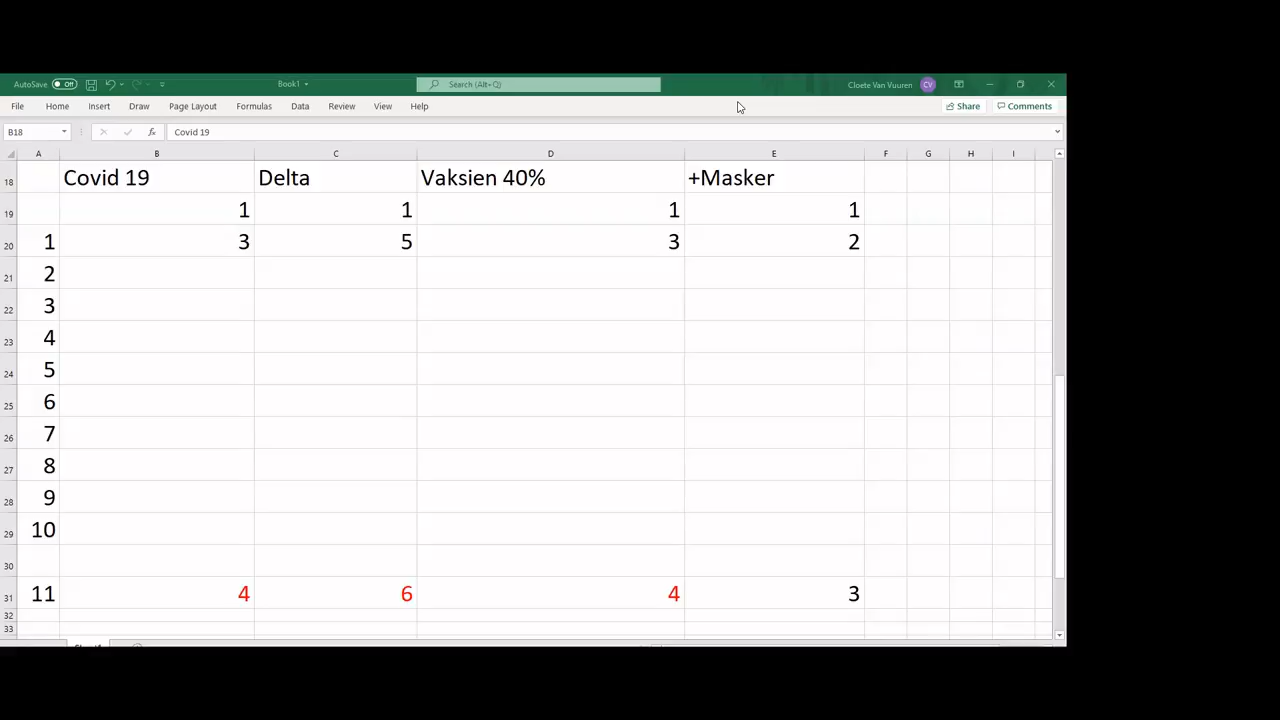 AutoSave Off Book1 Search (Alt+Q) Cloete Van Vuuren CV
File Home Insert Draw Page Layout Formulas Data Review View Help Share Comments
B18 fx Covid 19
A B C D E F G H I
18 Covid 19 Delta Vaksien 40% +Masker
19 1 1 1 1
20 1 3 5 3 2
21 2
22 3
23 4
24 5
25 6
26 7
27 8
28 9
29 10
30
31 11 4 6 4 3
32
33